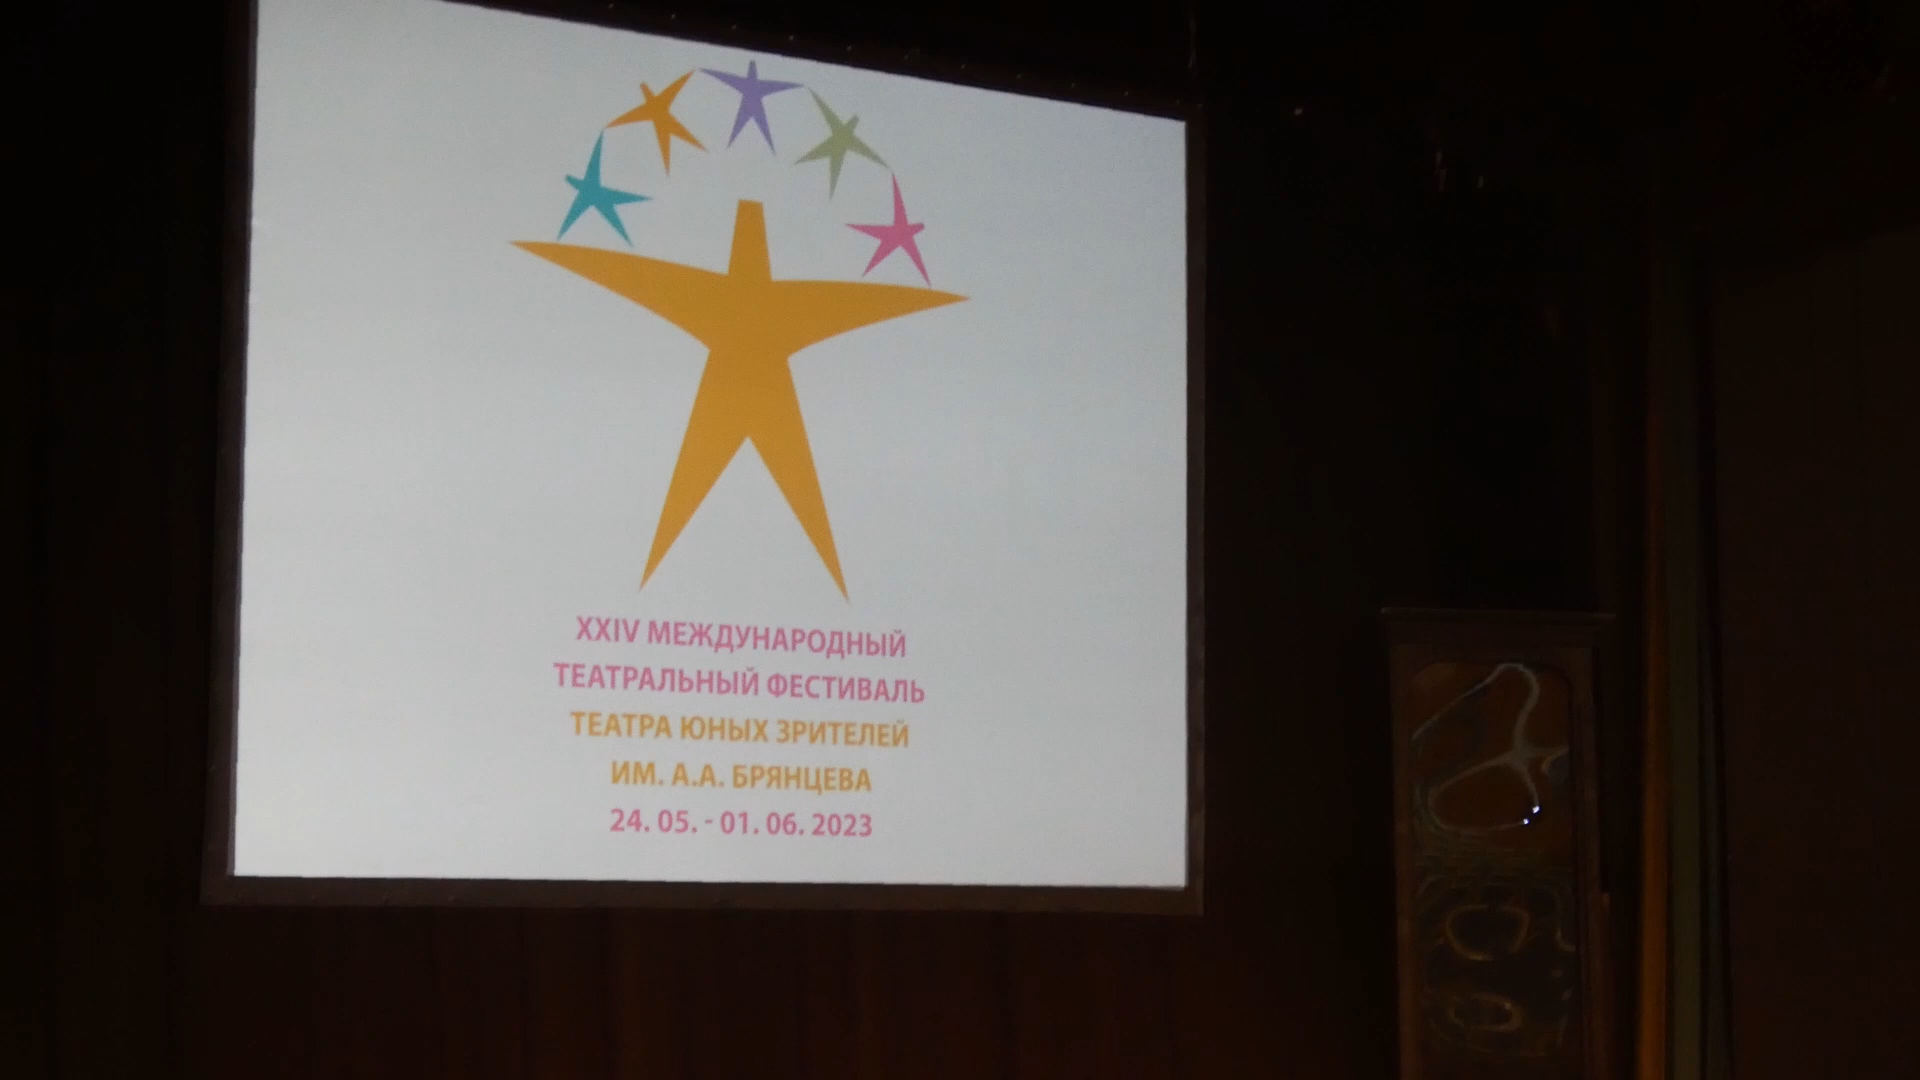 XXIV МЕЖДУНАРОДНЫЙ
ТЕАТРАЛЬНЫЙ ФЕСТИВАЛЬ
ТЕАТРА ЮНЫХ ЗРИТЕЛЕЙ
ИМ. А.А. БРЯНЦЕВА
24. 05. - 01. 06. 2023